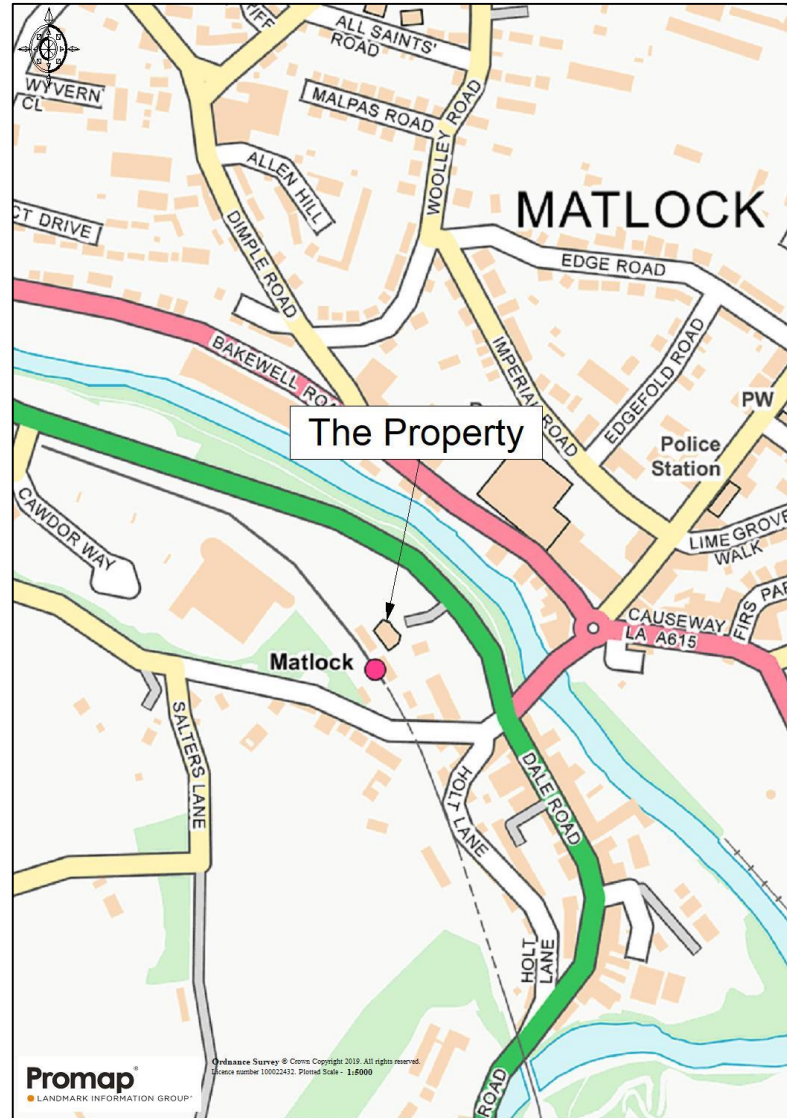 ALL SAINTS'
ROAD
WYVERN
CL
MALPAS ROAD
WOOLLEY ROAD
ALLEN HILL
MATLOCK
CT DRIVE
DIMPLE ROAD
EDGE ROAD
BAKEWELL ROA
IMPERIAL ROAD
EDGEFOLD ROAD
PW
The Property
Police
Station
CAWDOR WAY
LIME GROVE
WALK
CAUSEWAY
LA A615
FIRS PAR
Matlock
SALTERS LANE
HOLT LANE
DALE ROAD
HOLT
LANE
ROAD
Promap®
LANDMARK INFORMATION GROUP®
Ordnance Survey © Crown Copyright 2019. All rights reserved.
Licence number 100022432. Plotted Scale - 1:5000